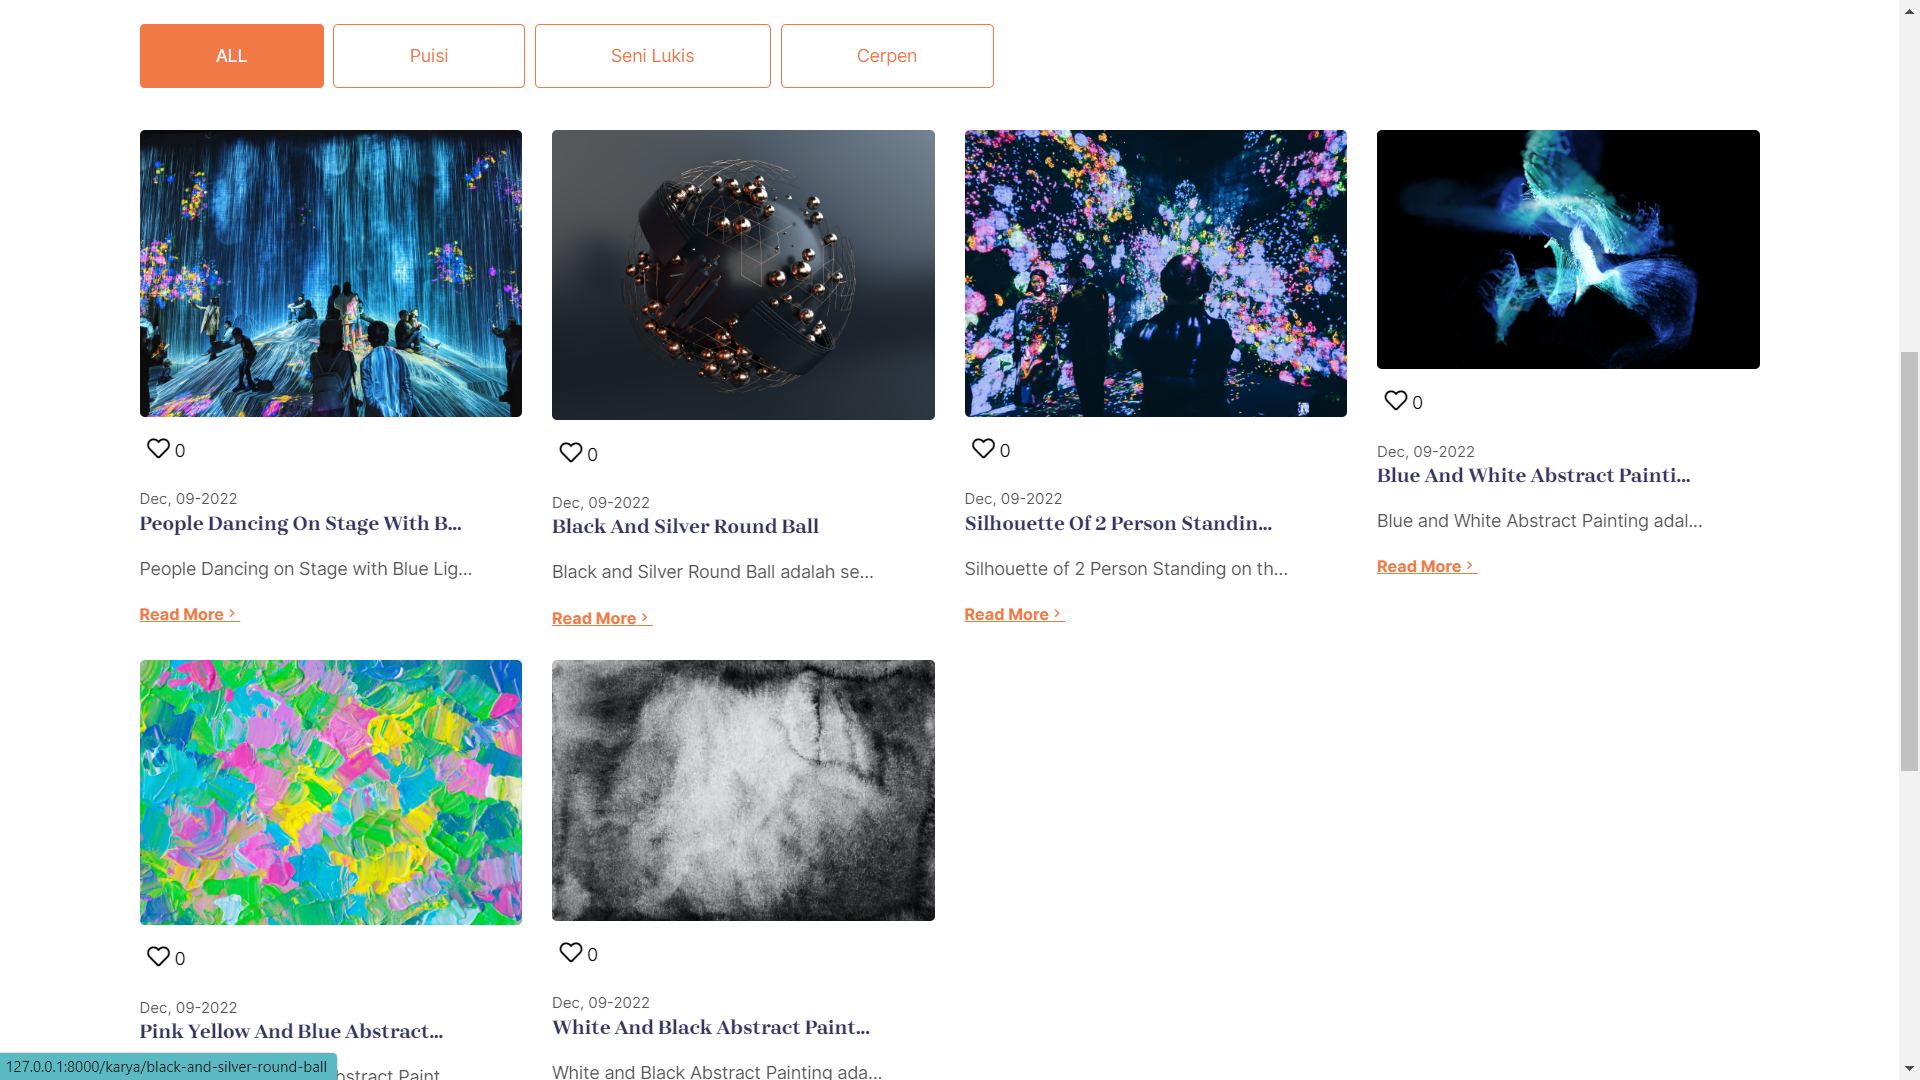 ALL
Puisi
Seni Lukis
Cerpen
0
Dec, 09-2022
People Dancing On Stage With B...
People Dancing on Stage with Blue Lig...
Read More
0
Dec, 09-2022
Black And Silver Round Ball
Black and Silver Round Ball adalah se...
Read More
0
Dec, 09-2022
Silhouette Of 2 Person Standin...
Silhouette of 2 Person Standing on th...
Read More
0
Dec, 09-2022
Blue And White Abstract Painti...
Blue and White Abstract Painting adal...
Read More
0
Dec, 09-2022
Pink Yellow And Blue Abstract...
0
Dec, 09-2022
White And Black Abstract Paint...
White and Black Abstract Painting ada...
127.0.0.1:8000/karya/black-and-silver-round-ball